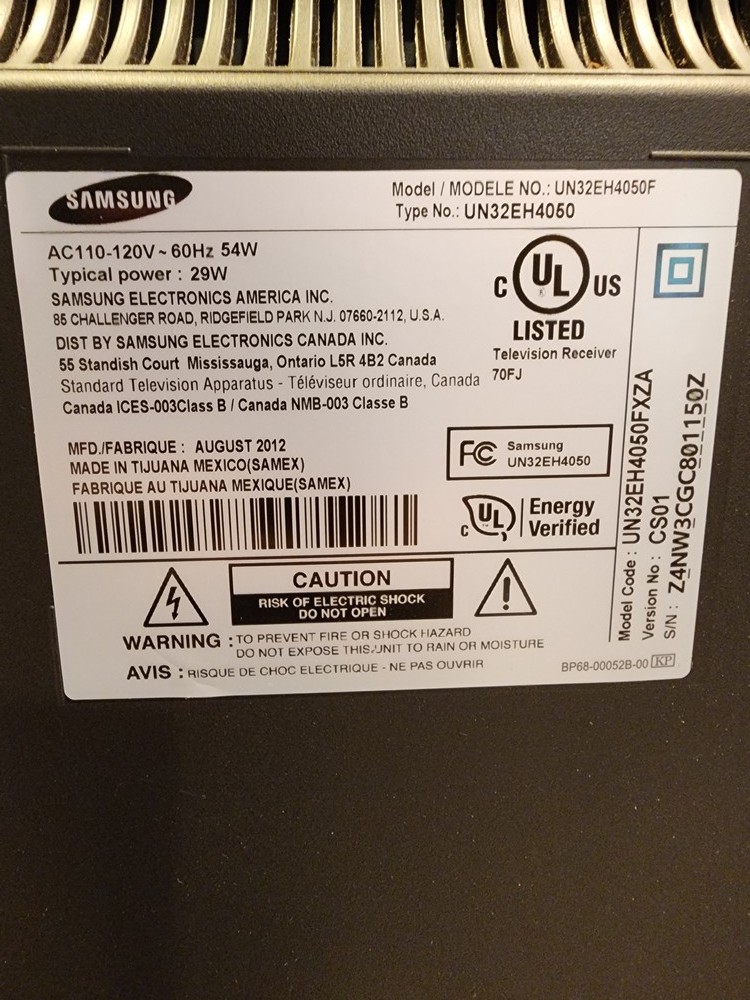 SAMSUNG
Model / MODELE NO.: UN32EH4050F
Type No.: UN32EH4050
AC110-120V~60Hz 54W
Typical power : 29W
SAMSUNG ELECTRONICS AMERICA INC.
85 CHALLENGER ROAD, RIDGEFIELD PARK N.J. 07660-2112, U.S.A.
DIST BY SAMSUNG ELECTRONICS CANADA INC.
55 Standish Court Mississauga, Ontario L5R 4B2 Canada
Standard Television Apparatus - Téléviseur ordinaire, Canada
Canada ICES-003Class B / Canada NMB-003 Classe B
C UL US
LISTED
Television Receiver
70FJ
MFD./FABRIQUE : AUGUST 2012
MADE IN TIJUANA MEXICO(SAMEX)
FABRIQUE AU TIJUANA MEXIQUE(SAMEX)
FC Samsung
UN32EH4050
C UL Energy
Verified
CAUTION
RISK OF ELECTRIC SHOCK
DO NOT OPEN
WARNING : TO PREVENT FIRE OR SHOCK HAZARD
DO NOT EXPOSE THIS UNIT TO RAIN OR MOISTURE
AVIS : RISQUE DE CHOC ELECTRIQUE - NE PAS OUVRIR
BP68-00052B-00 KP
Model Code : UN32EH4050FXZA
Version No : CS01
S/N : Z4NW3CGC801150Z